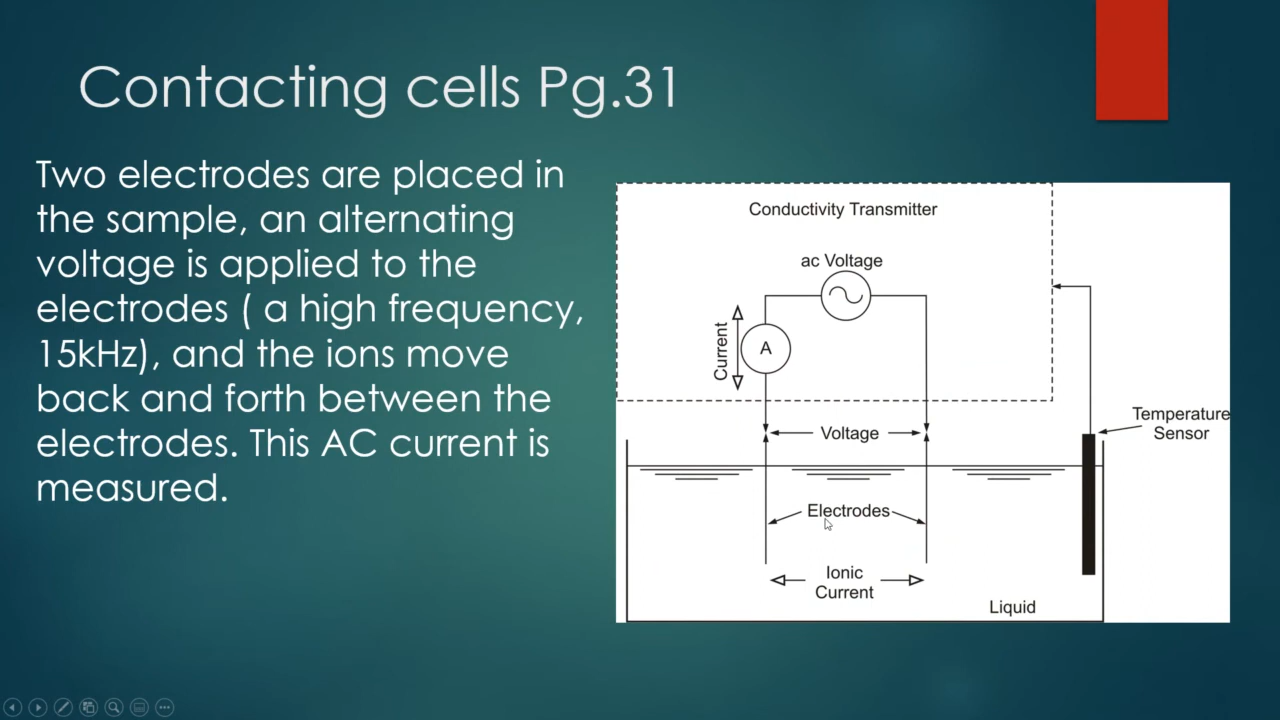 Contacting cells Pg.31
Two electrodes are placed in
the sample, an alternating
voltage is applied to the
electrodes ( a high frequency,
15kHz), and the ions move
back and forth between the
electrodes. This AC current is
measured.
Conductivity Transmitter
ac Voltage
Current
A
Voltage
Temperature
Sensor
Electrodes
Ionic
Current
Liquid